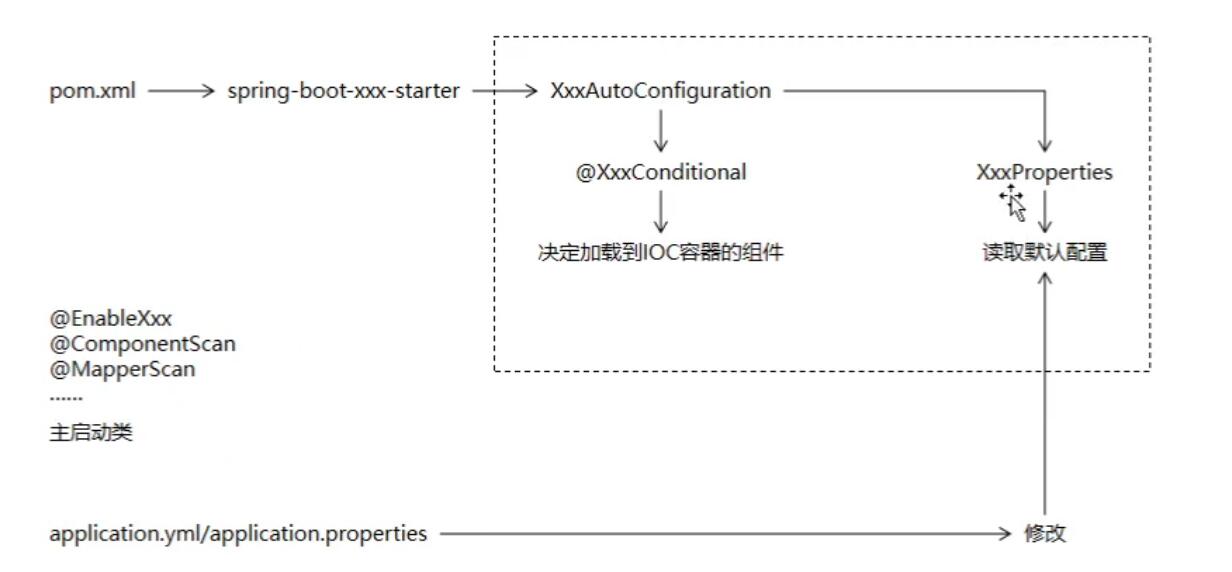 pom.xml
spring-boot-xxx-starter
XxxAutoConfiguration
@XxxConditional
XxxProperties
决定加载到IOC容器的组件
读取默认配置
@EnableXxx
@ComponentScan
@MapperScan
......
主启动类
application.yml/application.properties
修改